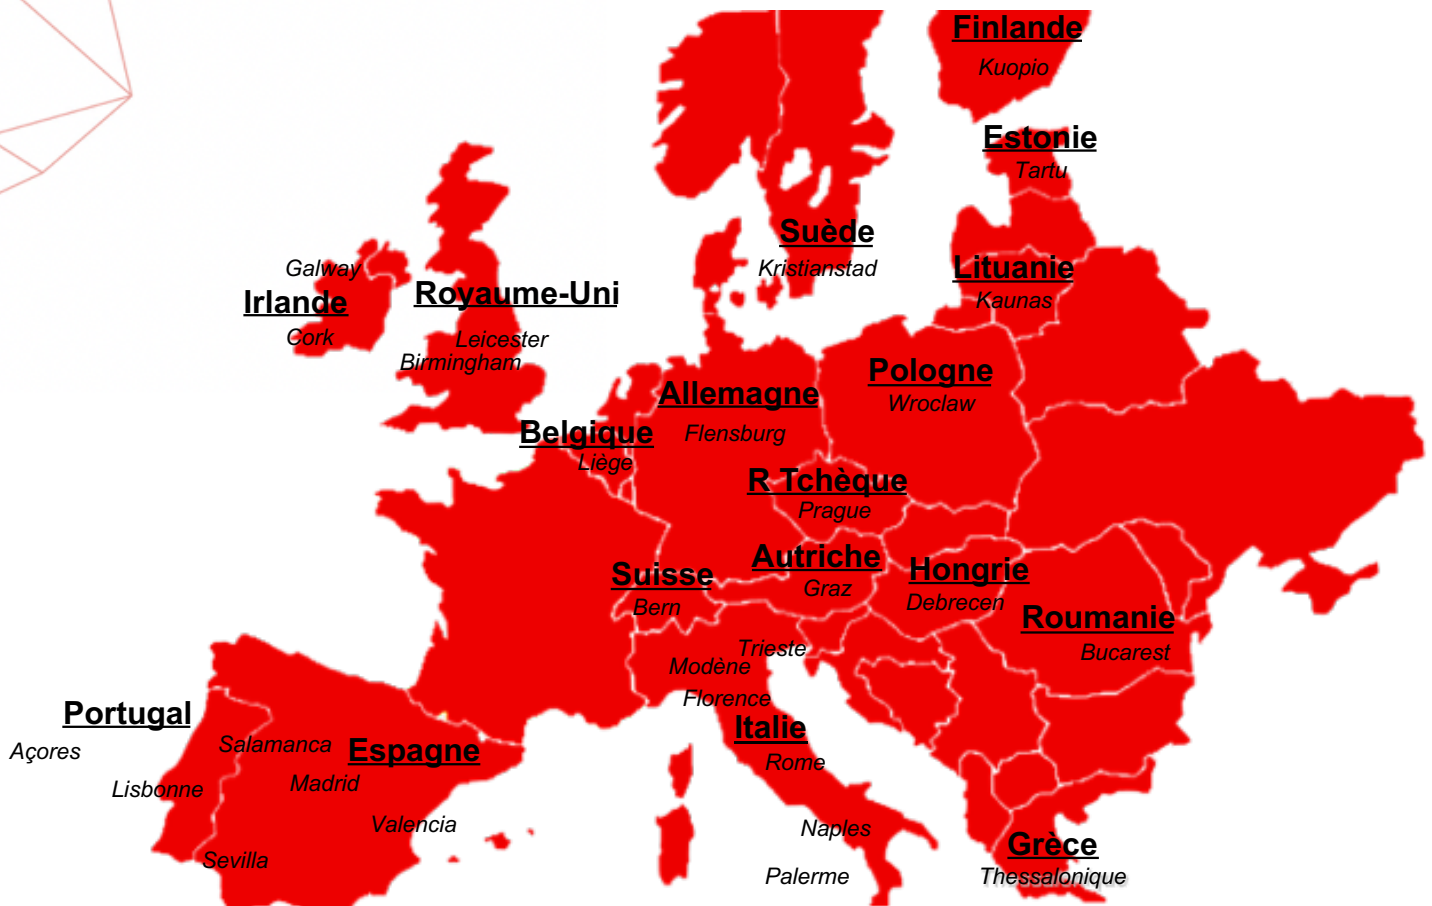 Finlande
Kuopio
Estonie
Tartu
Suède
Kristianstad
Lituanie
Kaunas
Galway
Irlande
Cork
Royaume-Uni
Leicester
Birmingham
Pologne
Wroclaw
Allemagne
Flensburg
Belgique
Liège
R Tchèque
Prague
Autriche
Graz
Suisse
Bern
Hongrie
Debrecen
Roumanie
Bucarest
Trieste
Modène
Florence
Italie
Rome
Naples
Palerme
Portugal
Açores
Lisbonne
Salamanca
Espagne
Madrid
Valencia
Sevilla
Grèce
Thessalonique